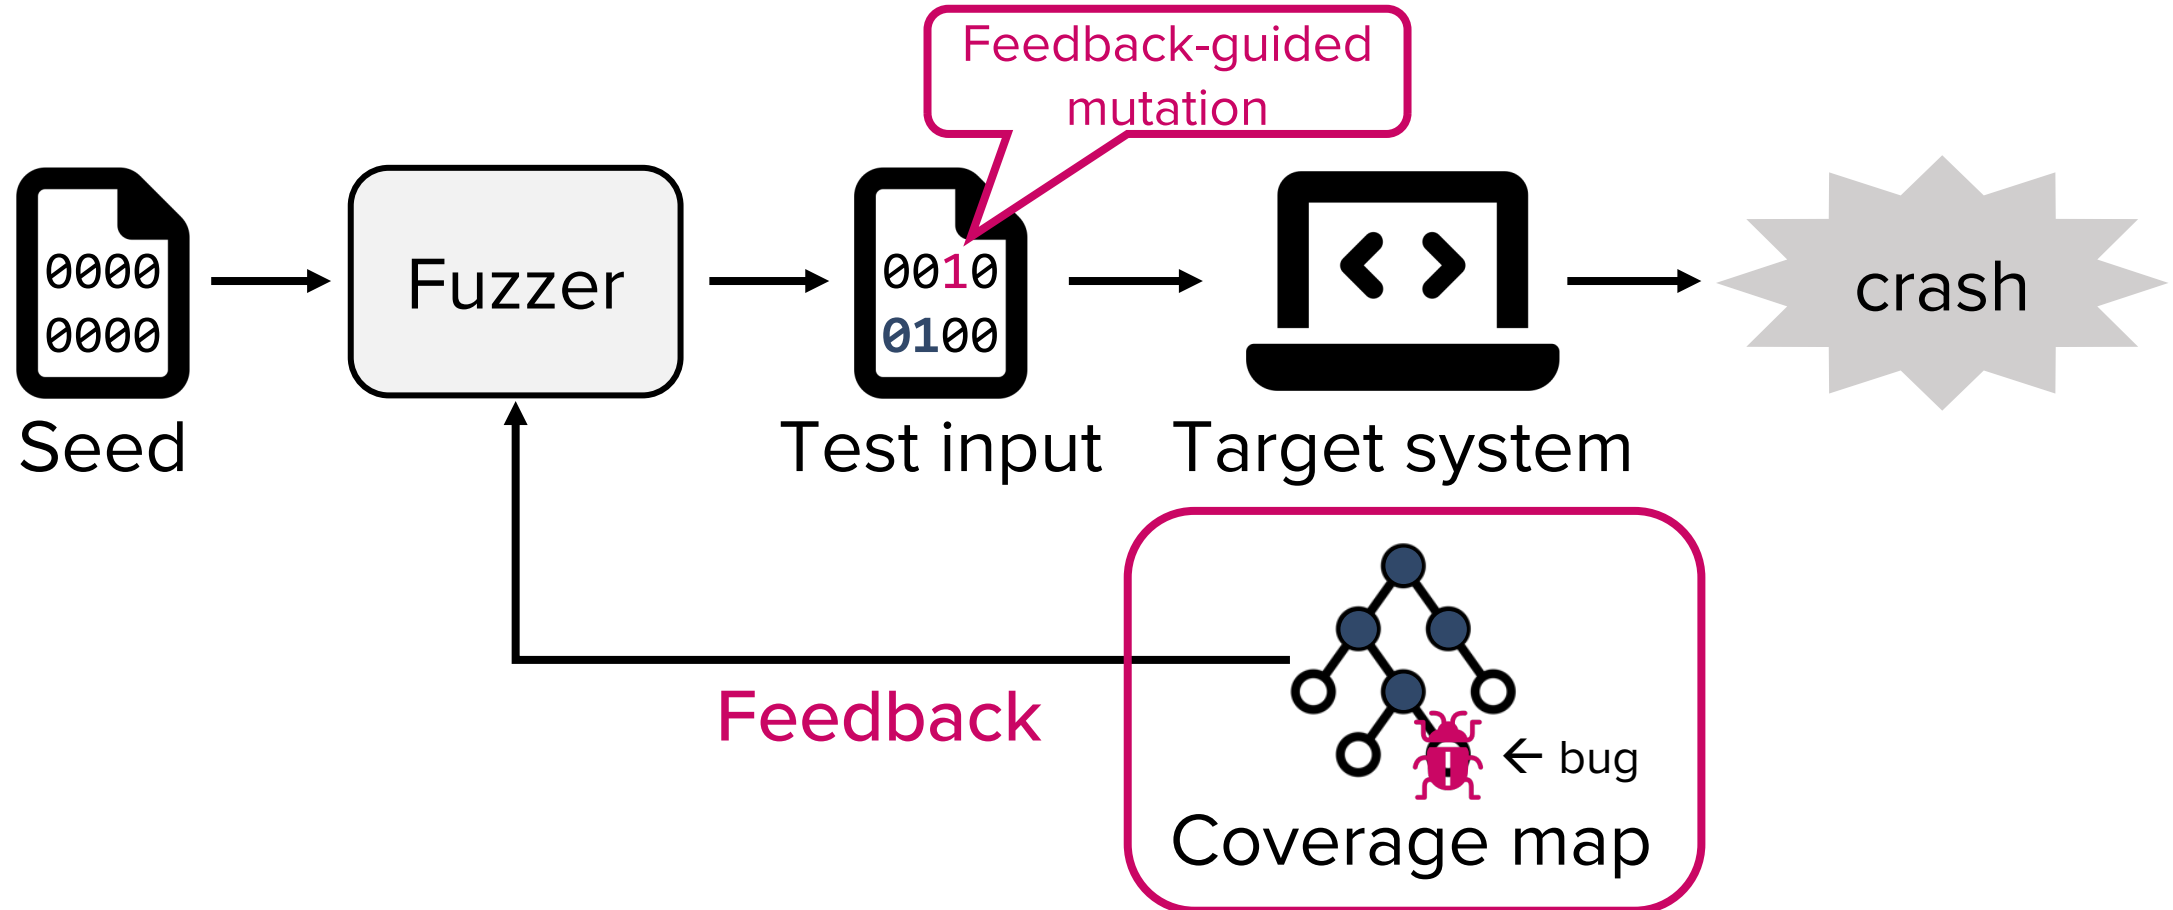 Feedback-guided
mutation
0000
0000
Seed
Fuzzer
0010
0100
Test input
Target system
crash
Feedback
← bug
Coverage map